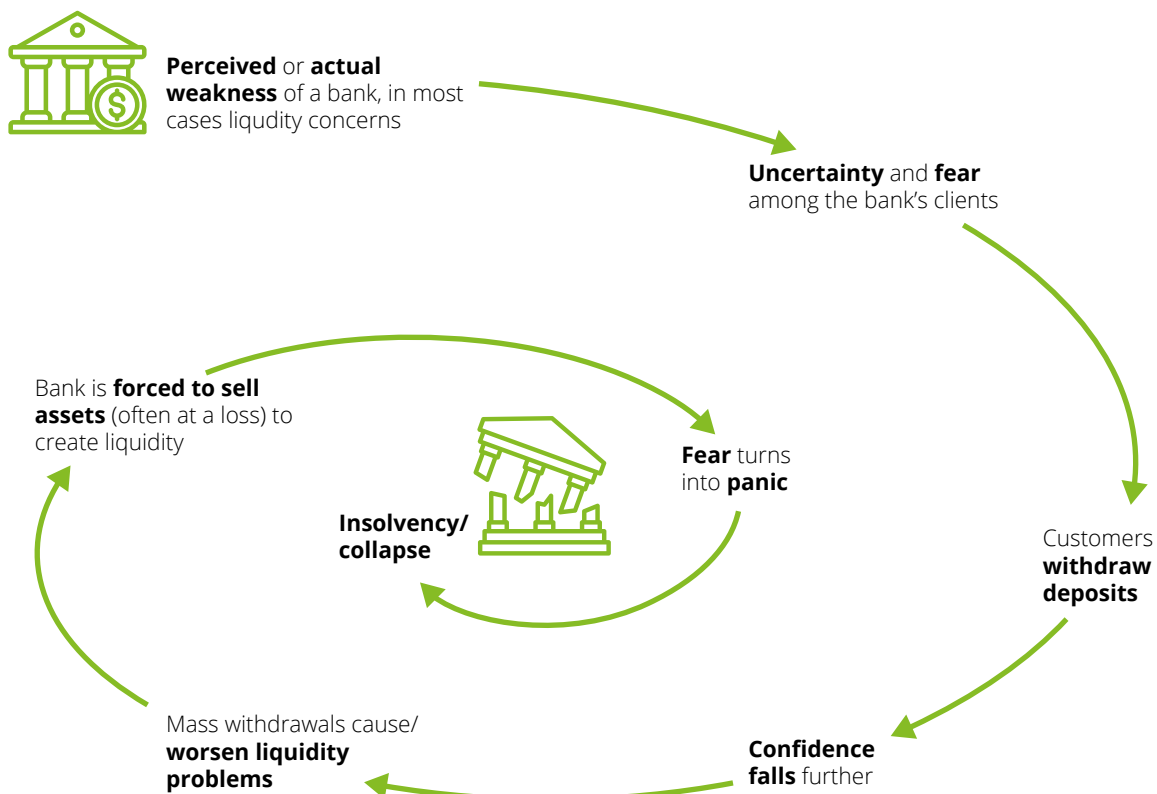 Perceived or actual
weakness of a bank, in most
cases liqudity concerns
Uncertainty and fear
among the bank’s clients
Customers
withdraw
deposits
Confidence
falls further
Mass withdrawals cause/
worsen liquidity
problems
Bank is forced to sell
assets (often at a loss) to
create liquidity
Fear turns
into panic
Insolvency/
collapse
$